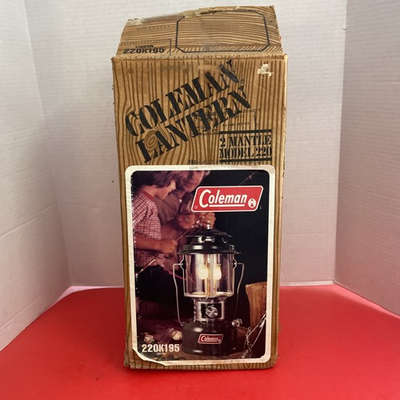 220K195
COLEMAN
LANTERN
2 MANTLE
MODEL 220
Coleman
Coleman
220K195